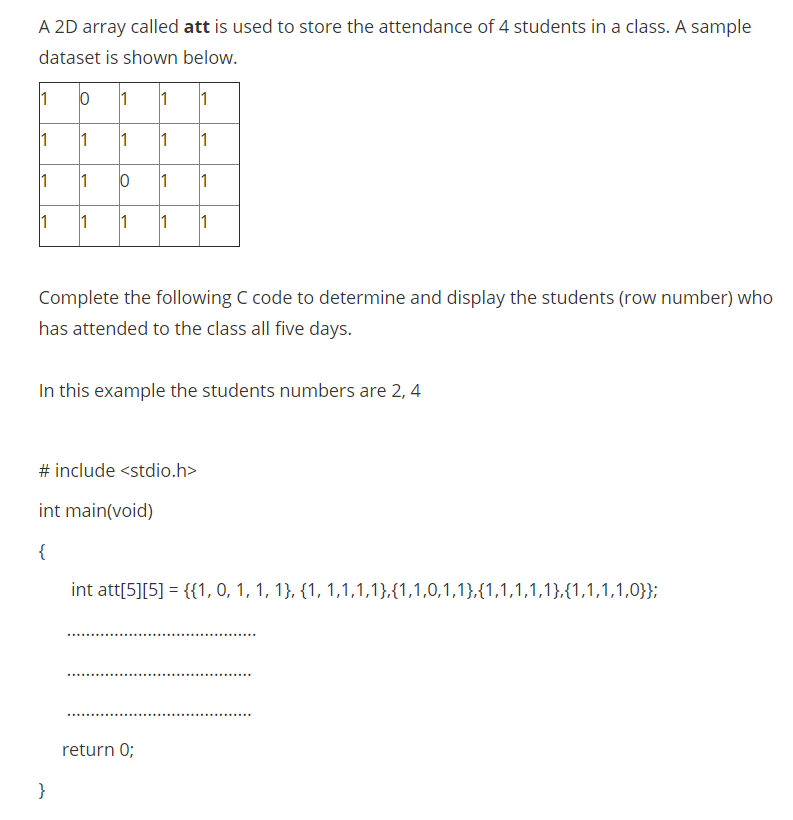 A 2D array called att is used to store the attendance of 4 students in a class. A sample
dataset is shown below.
1 0 1 1 1
1 1 1 1 1
1 1 0 1 1
1 1 1 1 1
Complete the following C code to determine and display the students (row number) who
has attended to the class all five days.
In this example the students numbers are 2, 4
# include <stdio.h>
int main(void)
{
int att[5][5] = {{1, 0, 1, 1, 1}, {1, 1,1,1,1},{1,1,0,1,1},{1,1,1,1,1},{1,1,1,1,0}};
........................................
.......................................
.......................................
return 0;
}